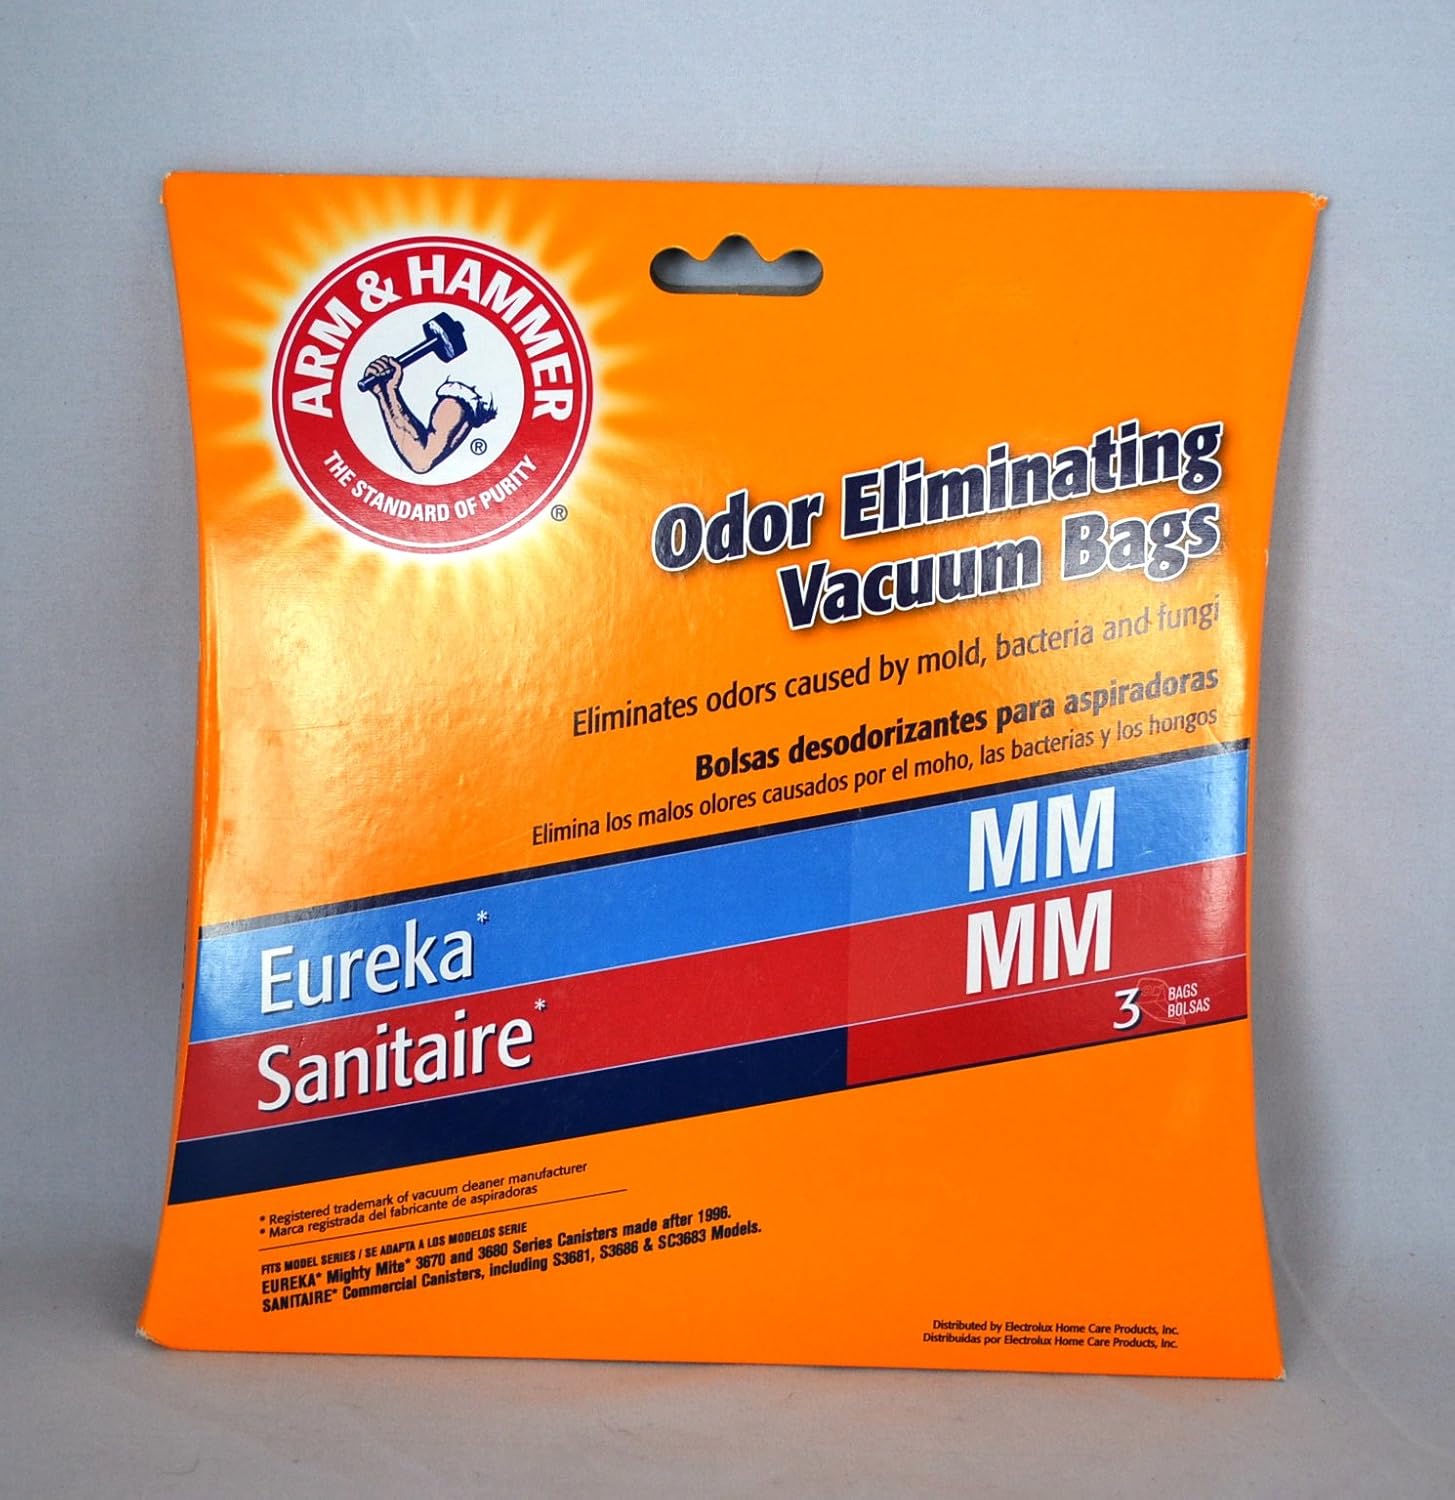 ARM & HAMMER
®
THE STANDARD OF PURITY
®
Odor Eliminating
Vacuum Bags
Eliminates odors caused by mold, bacteria and fungi
Bolsas desodorizantes para aspiradoras
Elimina los malos olores causados por el moho, las bacterias y los hongos
Eureka* MM
Sanitaire* MM
3 BAGS
BOLSAS
* Registered trademark of vacuum cleaner manufacturer
* Marca registrada del fabricante de aspiradoras
FITS MODEL SERIES / SE ADAPTA A LOS MODELOS SERIE
EUREKA* Mighty Mite* 3670 and 3680 Series Canisters made after 1996.
SANITAIRE* Commercial Canisters, including S3681, S3686 & SC3683 Models.
Distributed by Electrolux Home Care Products, Inc.
Distribuidas por Electrolux Home Care Products, Inc.